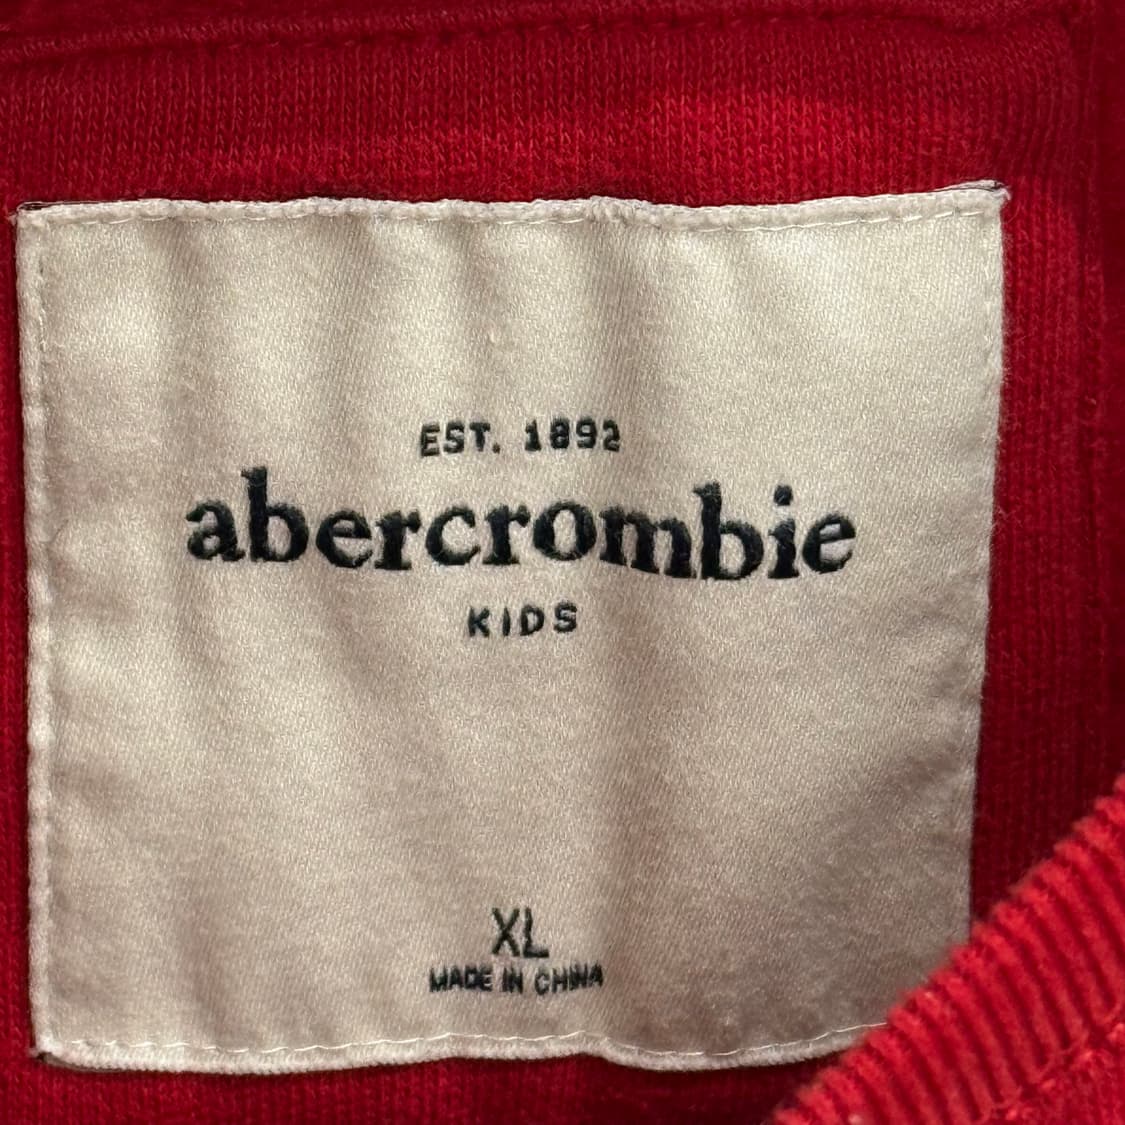 EST. 1892
abercrombie
KIDS
XL
MADE IN CHINA